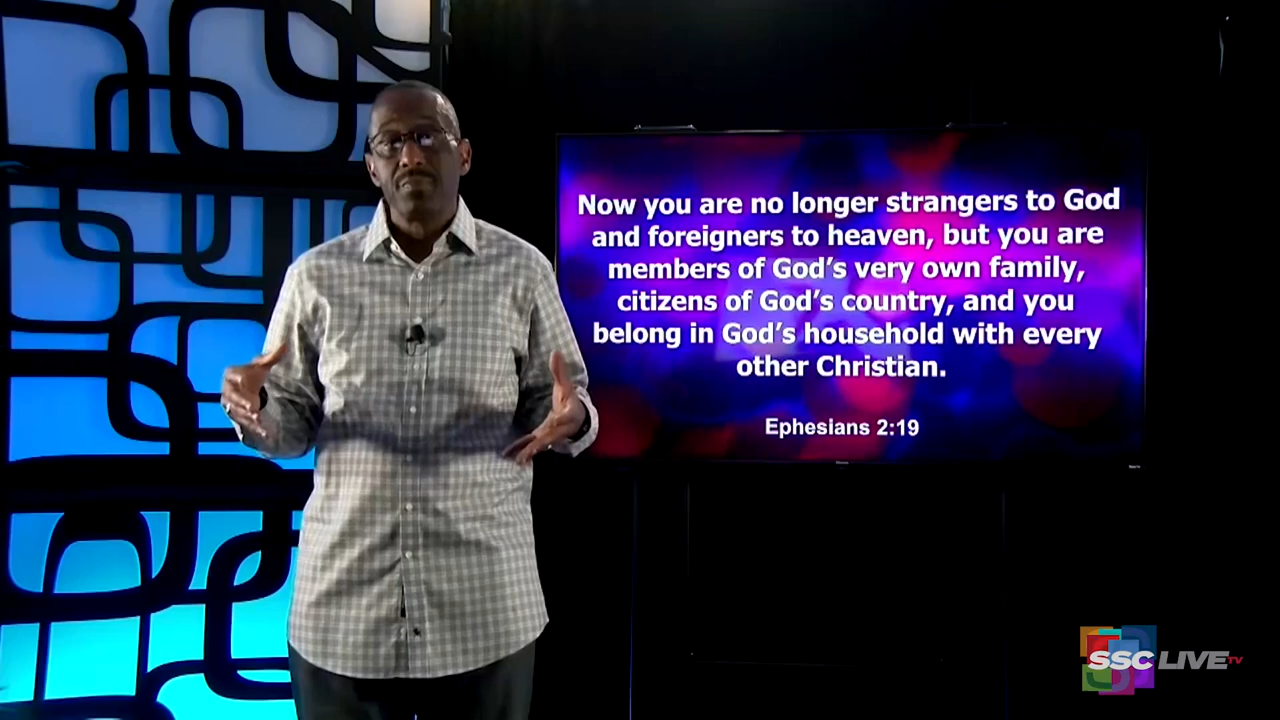 Now you are no longer strangers to God
and foreigners to heaven, but you are
members of God's very own family,
citizens of God's country, and you
belong in God's household with every
other Christian.
Ephesians 2:19
SSC LIVE TV